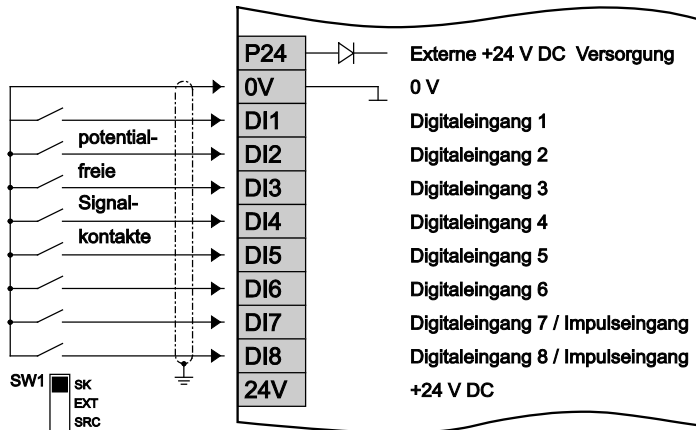 P24 Externe +24 V DC Versorgung
0V 0 V
DI1 Digitaleingang 1
potential-
DI2 Digitaleingang 2
freie
DI3 Digitaleingang 3
Signal-
DI4 Digitaleingang 4
kontakte
DI5 Digitaleingang 5
DI6 Digitaleingang 6
DI7 Digitaleingang 7 / Impulseingang
DI8 Digitaleingang 8 / Impulseingang
24V +24 V DC
SW1 SK
EXT
SRC